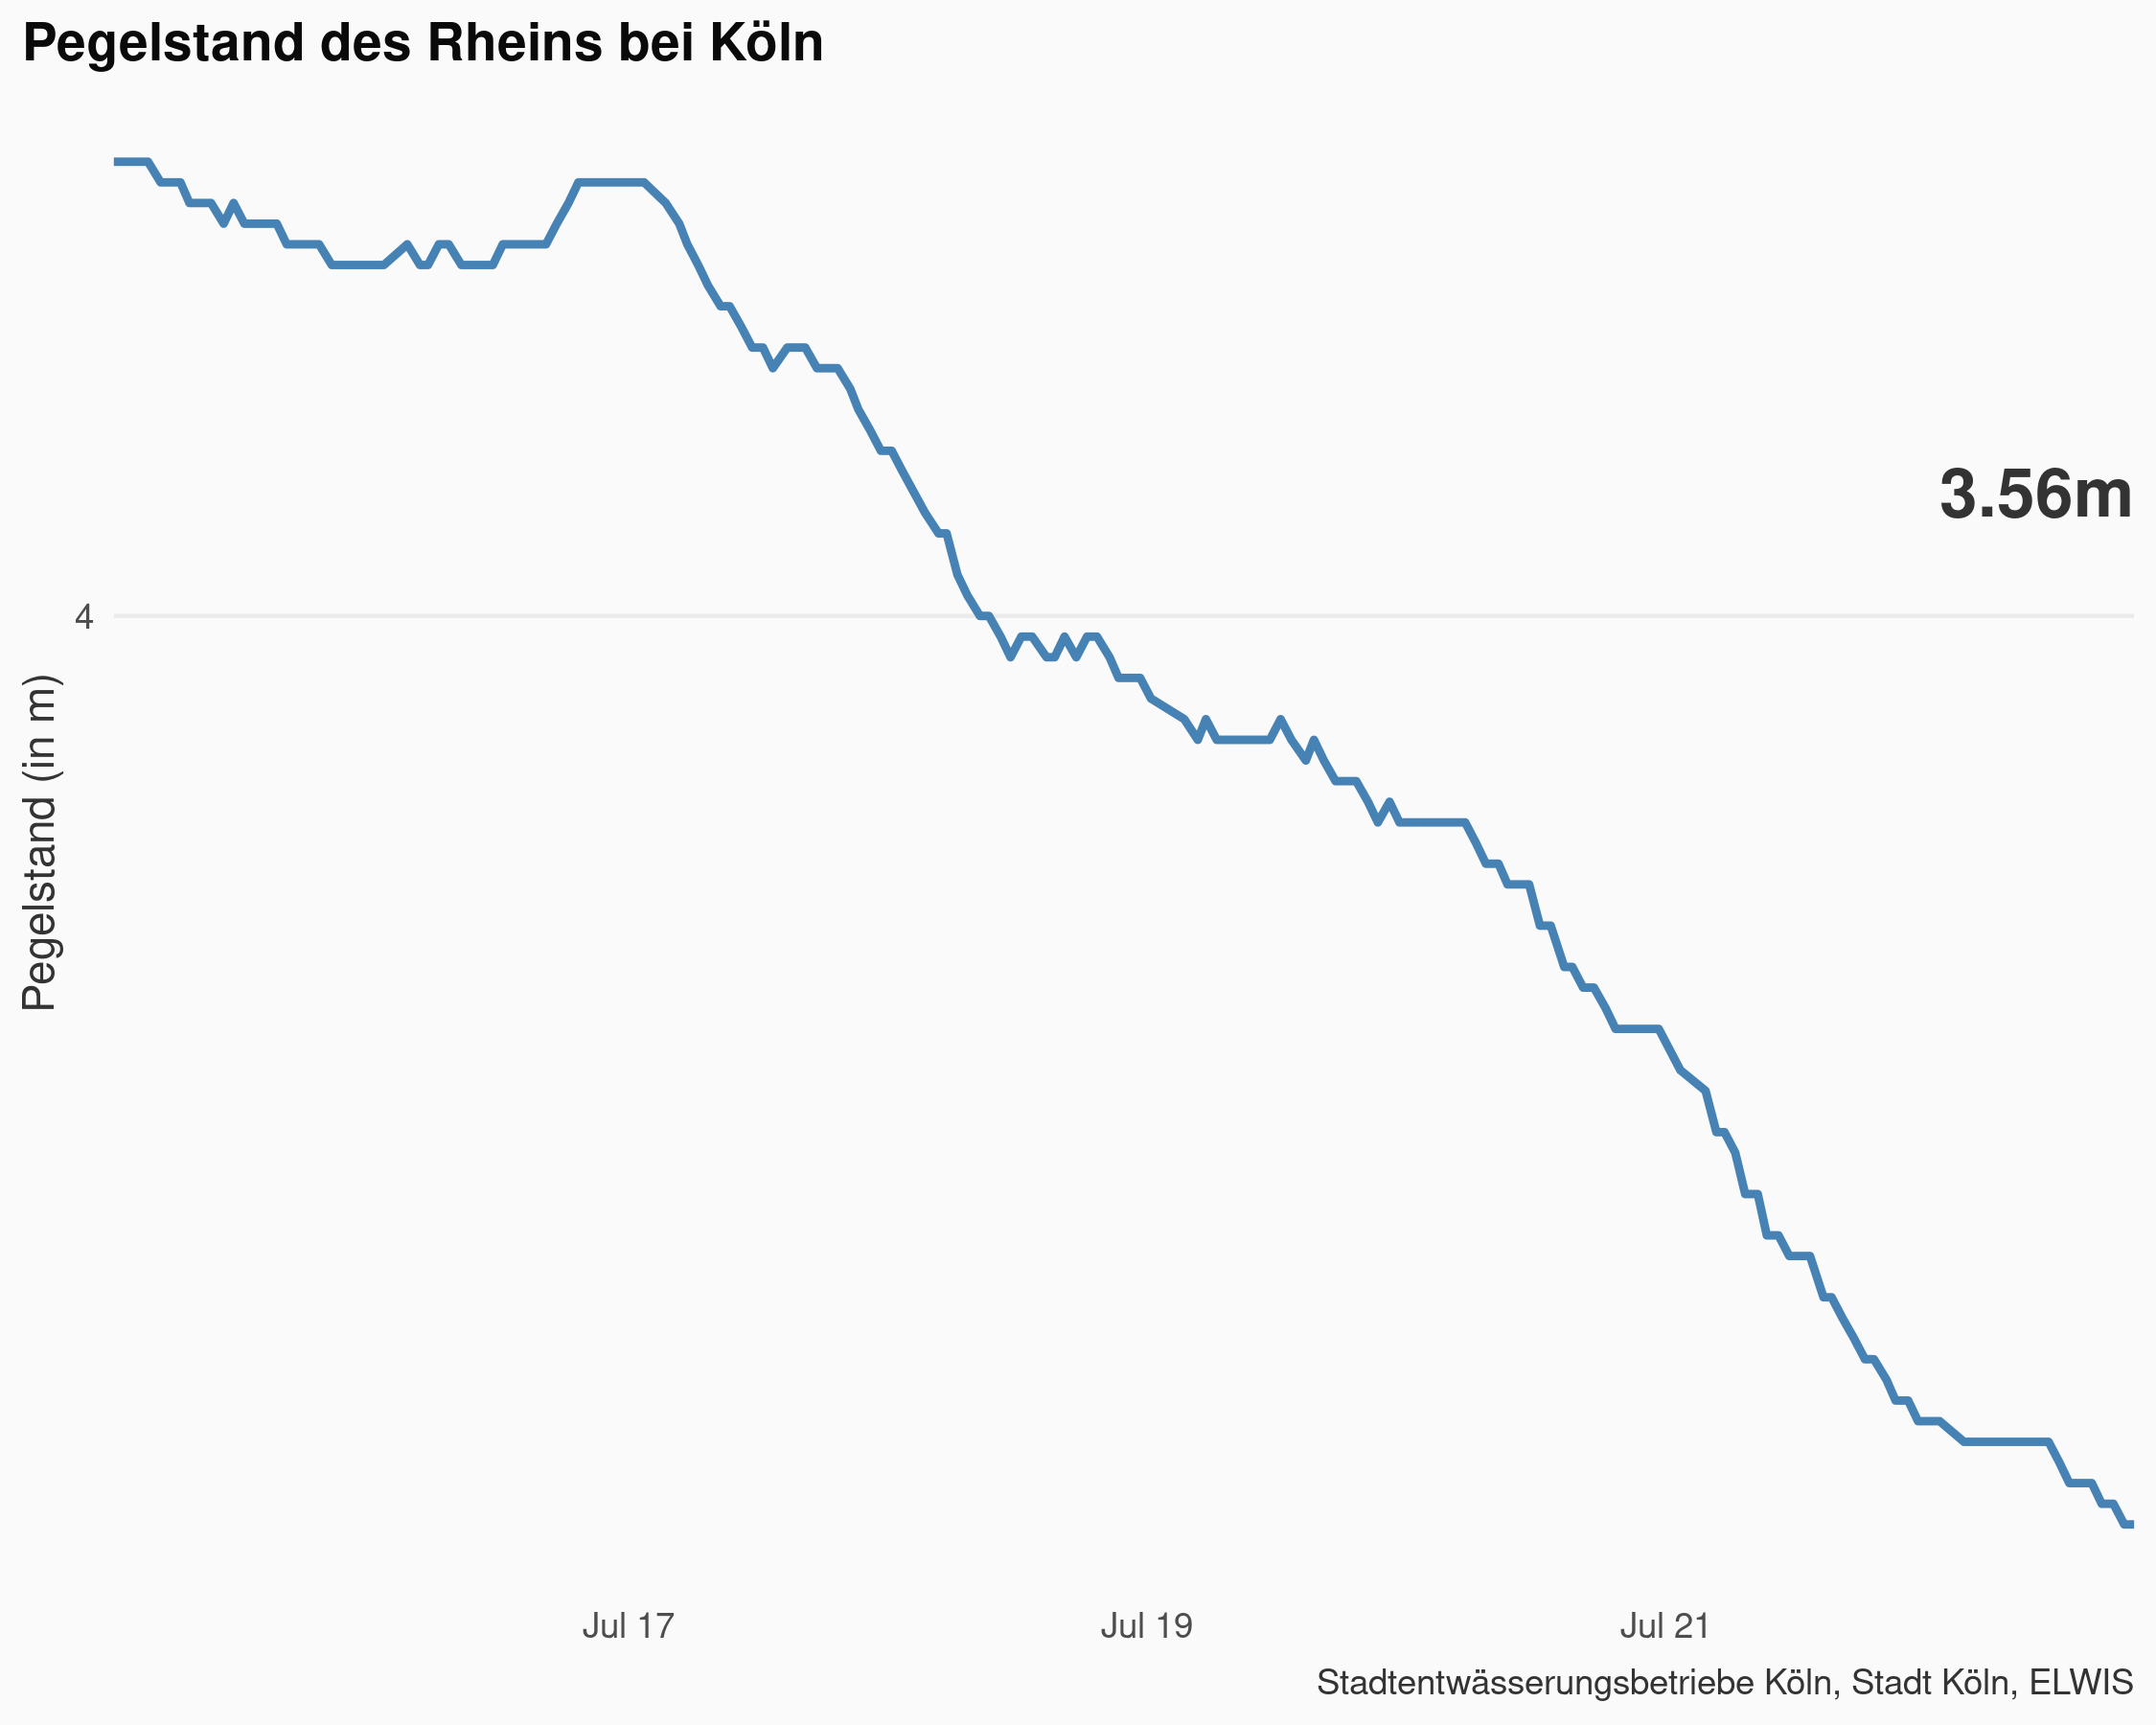 Pegelstand des Rheins bei Köln
3.56m
4
Pegelstand (in m)
Jul 17
Jul 19
Jul 21
Stadtentwässerungsbetriebe Köln, Stadt Köln, ELWIS